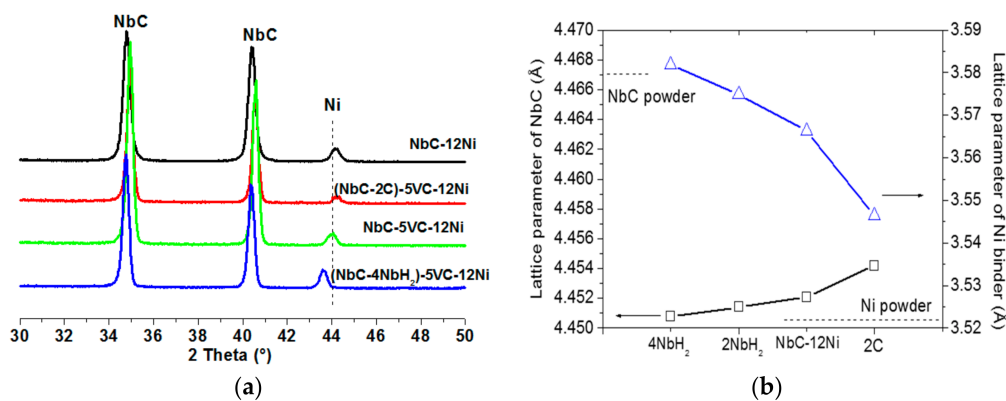 NbC
NbC
Ni
NbC-12Ni
(NbC-2C)-5VC-12Ni
NbC-5VC-12Ni
(NbC-4NbH₂)-5VC-12Ni
30 32 34 36 38 40 42 44 46 48 50
2 Theta (°)
(a)
Lattice parameter of NbC (Å)
4.470
4.468
4.466
4.464
4.462
4.460
4.458
4.456
4.454
4.452
4.450
NbC powder
Ni powder
3.59
3.58
3.57
3.56
3.55
3.54
3.53
3.52
Lattice parameter of Ni binder (Å)
4NbH₂ 2NbH₂ NbC-12Ni 2C
(b)